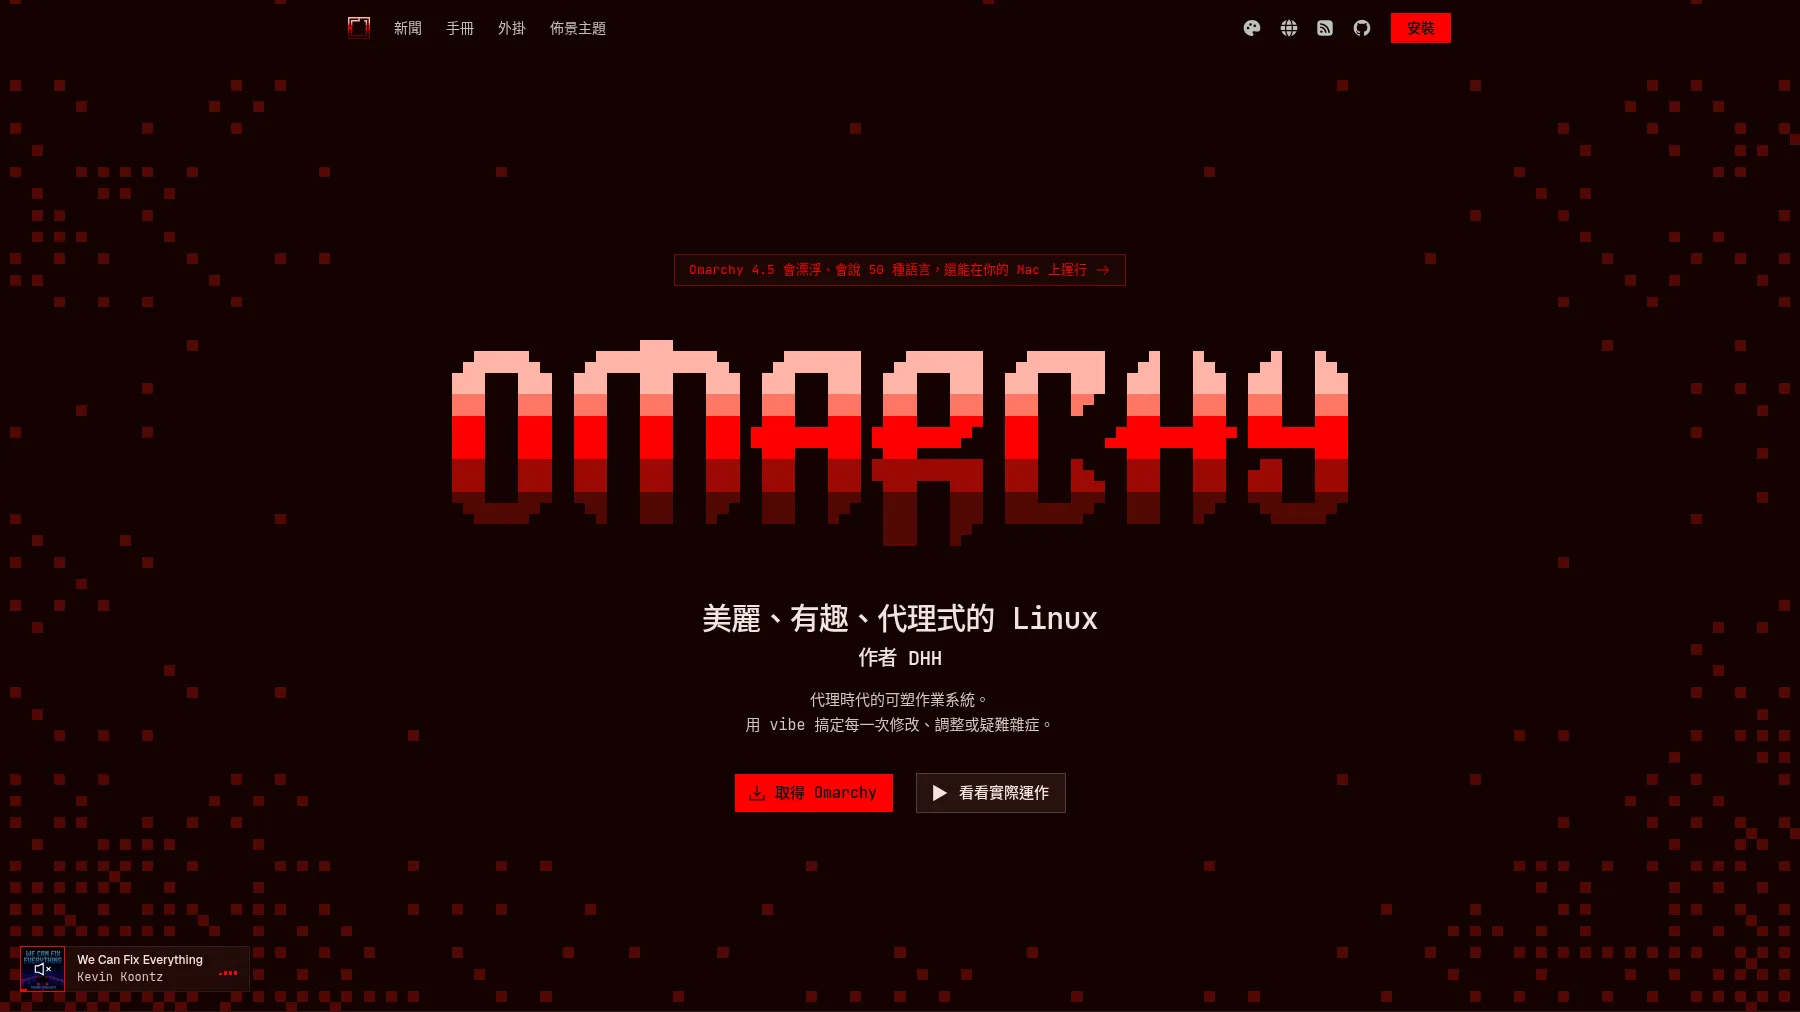 新聞
手冊
外掛
佈景主題
安裝
Omarchy 4.5 會漂浮、會說 50 種語言，還能在你的 Mac 上運行 →
OMARCHY
美麗、有趣、代理式的 Linux
作者 DHH
代理時代的可塑作業系統。
用 vibe 搞定每一次修改、調整或疑難雜症。
取得 Omarchy
看看實際運作
WE CAN FIX
EVERYTHING
We Can Fix Everything
Kevin Koontz